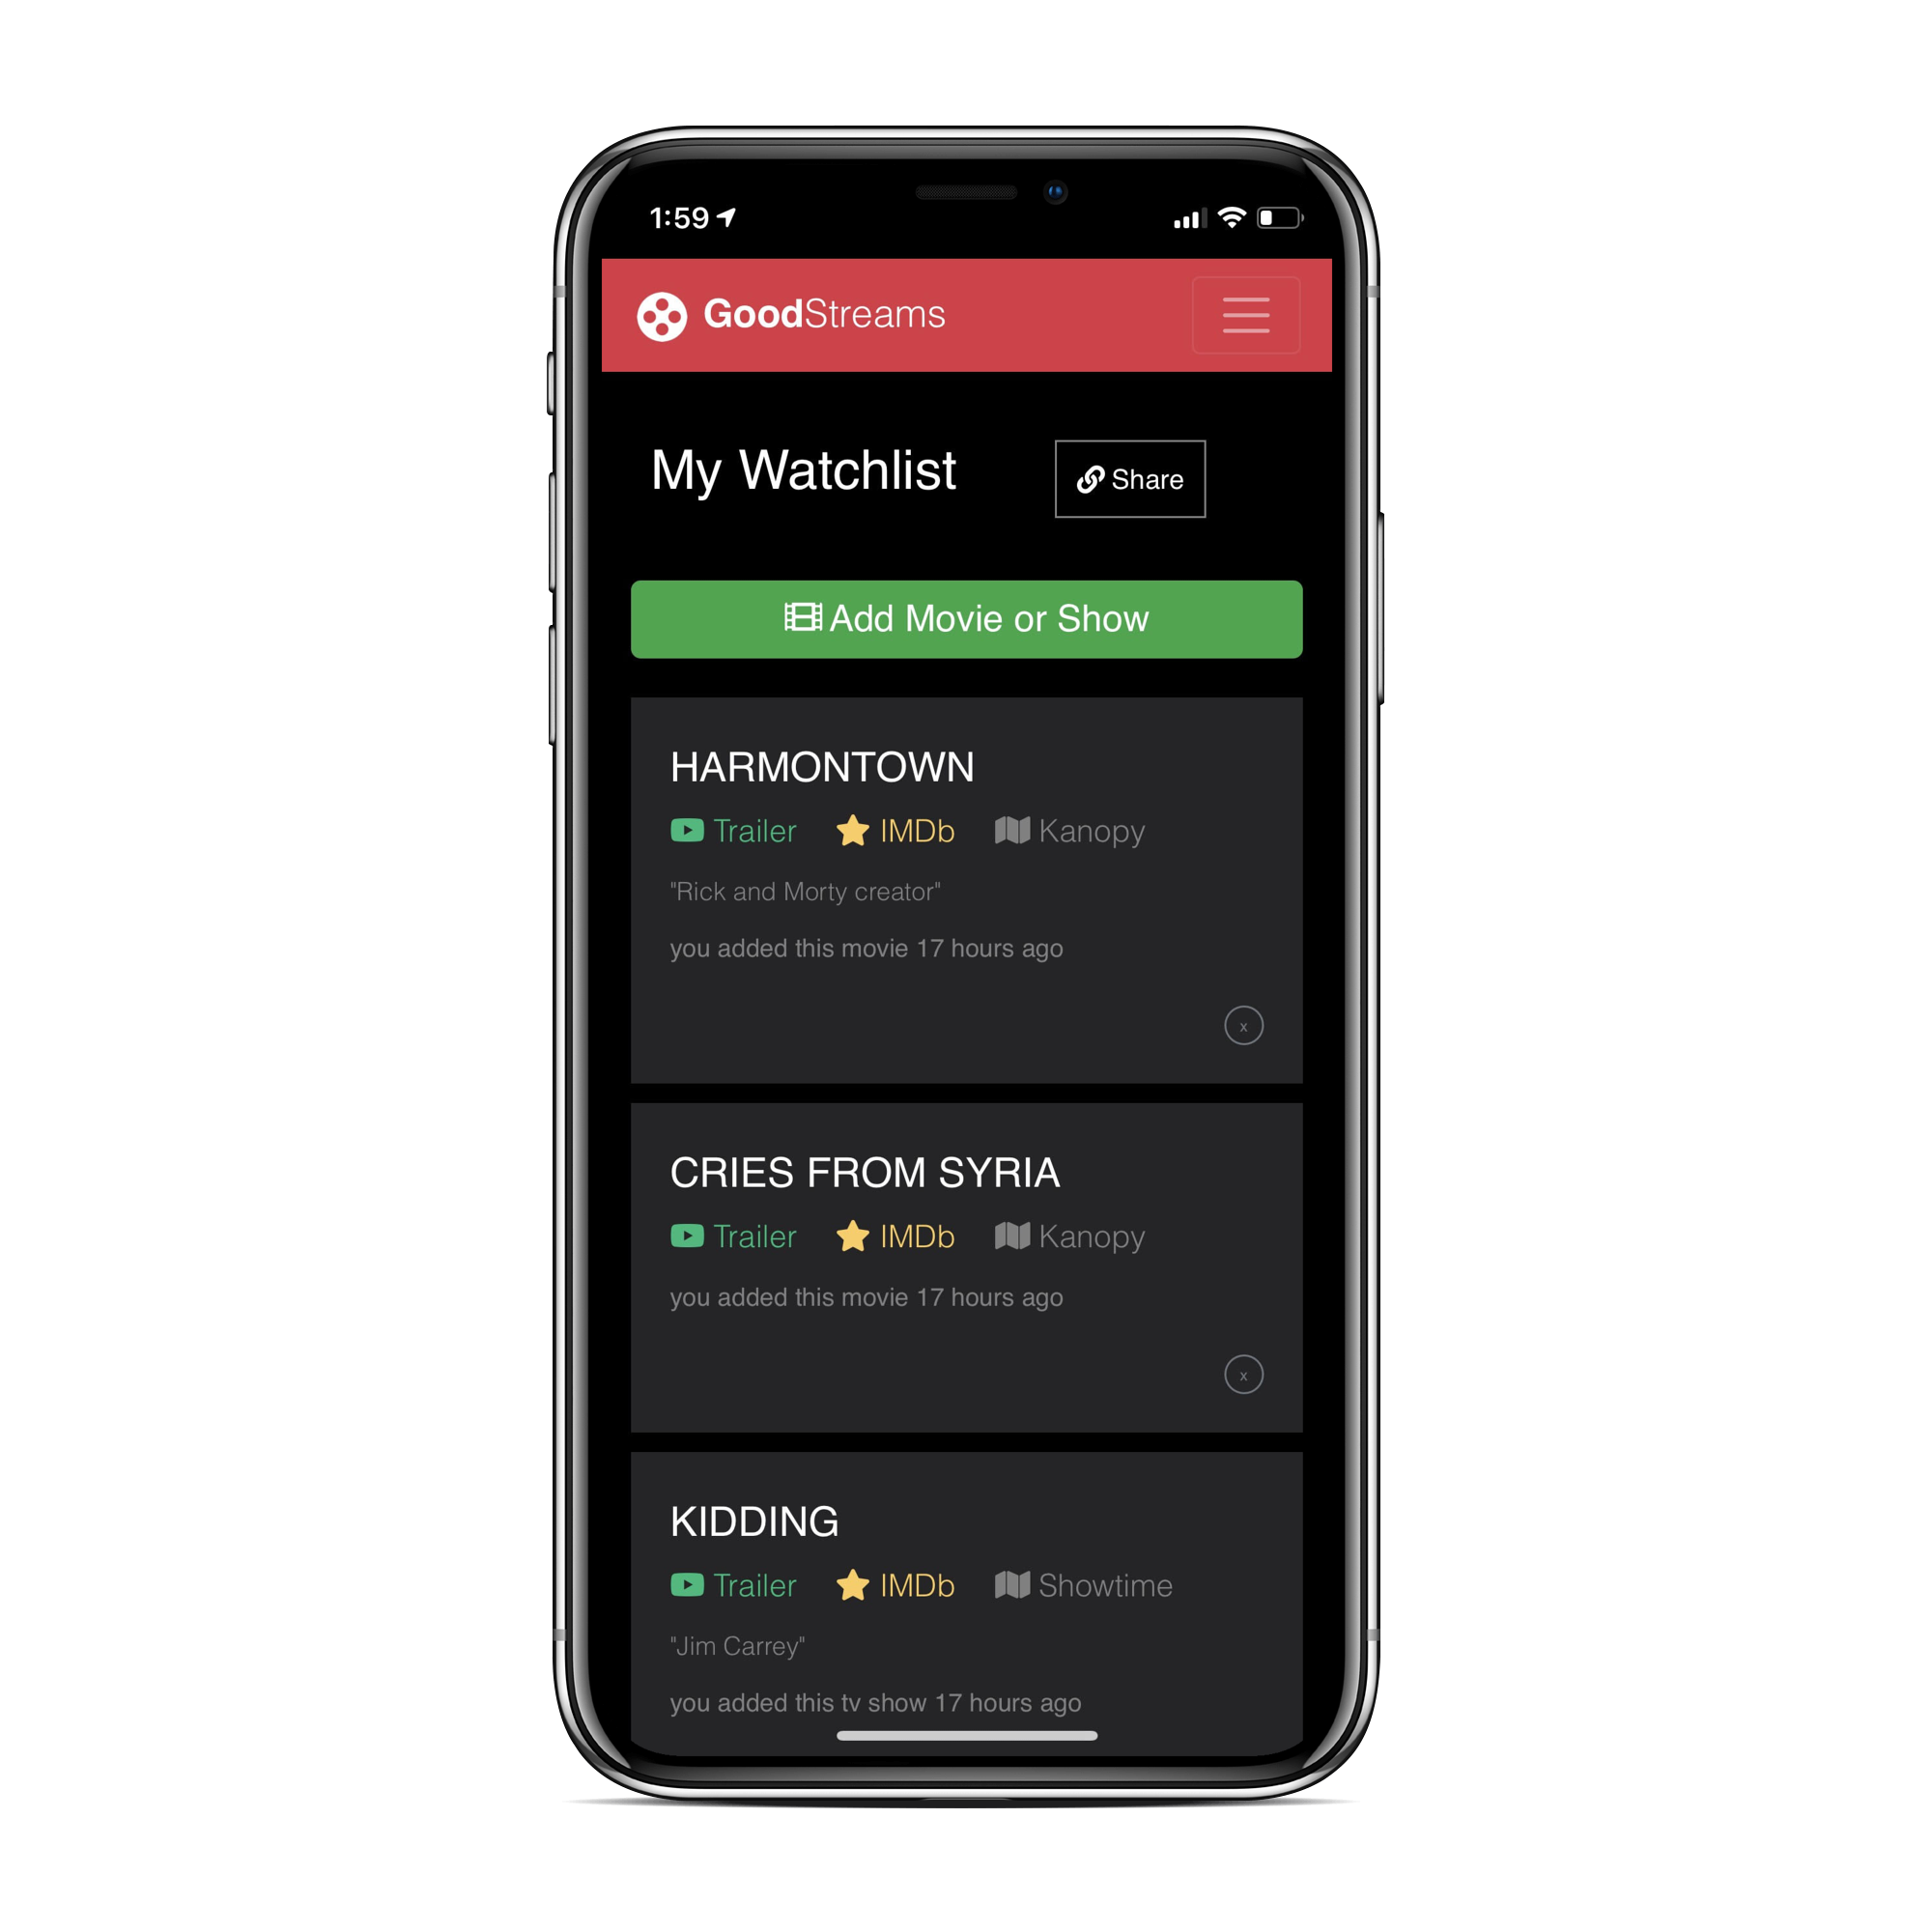 1:59
GoodStreams
My Watchlist
Share
Add Movie or Show
HARMONTOWN
Trailer IMDb Kanopy
"Rick and Morty creator"
you added this movie 17 hours ago
x
CRIES FROM SYRIA
Trailer IMDb Kanopy
you added this movie 17 hours ago
x
KIDDING
Trailer IMDb Showtime
"Jim Carrey"
you added this tv show 17 hours ago